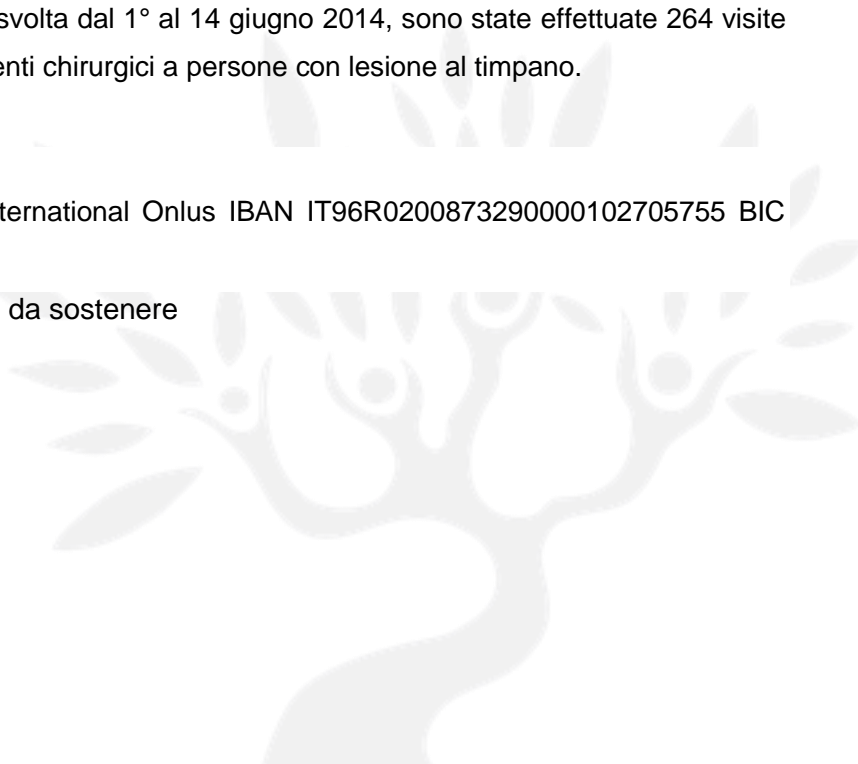 svolta dal 1° al 14 giugno 2014, sono state effettuate 264 visite
enti chirurgici a persone con lesione al timpano.
ternational Onlus IBAN IT96R0200873290000102705755 BIC
da sostenere